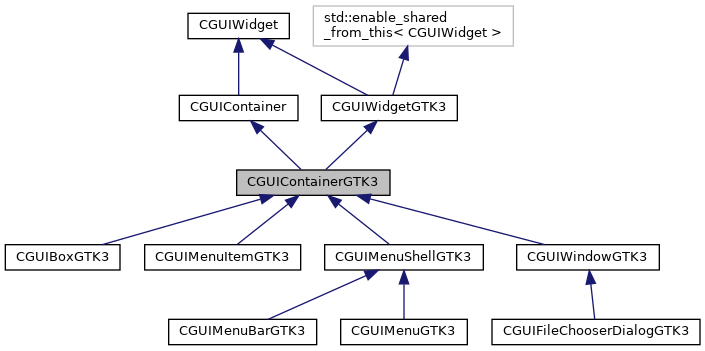 CGUIWidget
std::enable_shared
_from_this< CGUIWidget >
CGUIContainer
CGUIWidgetGTK3
CGUIContainerGTK3
CGUIBoxGTK3
CGUIMenuItemGTK3
CGUIMenuShellGTK3
CGUIWindowGTK3
CGUIMenuBarGTK3
CGUIMenuGTK3
CGUIFileChooserDialogGTK3